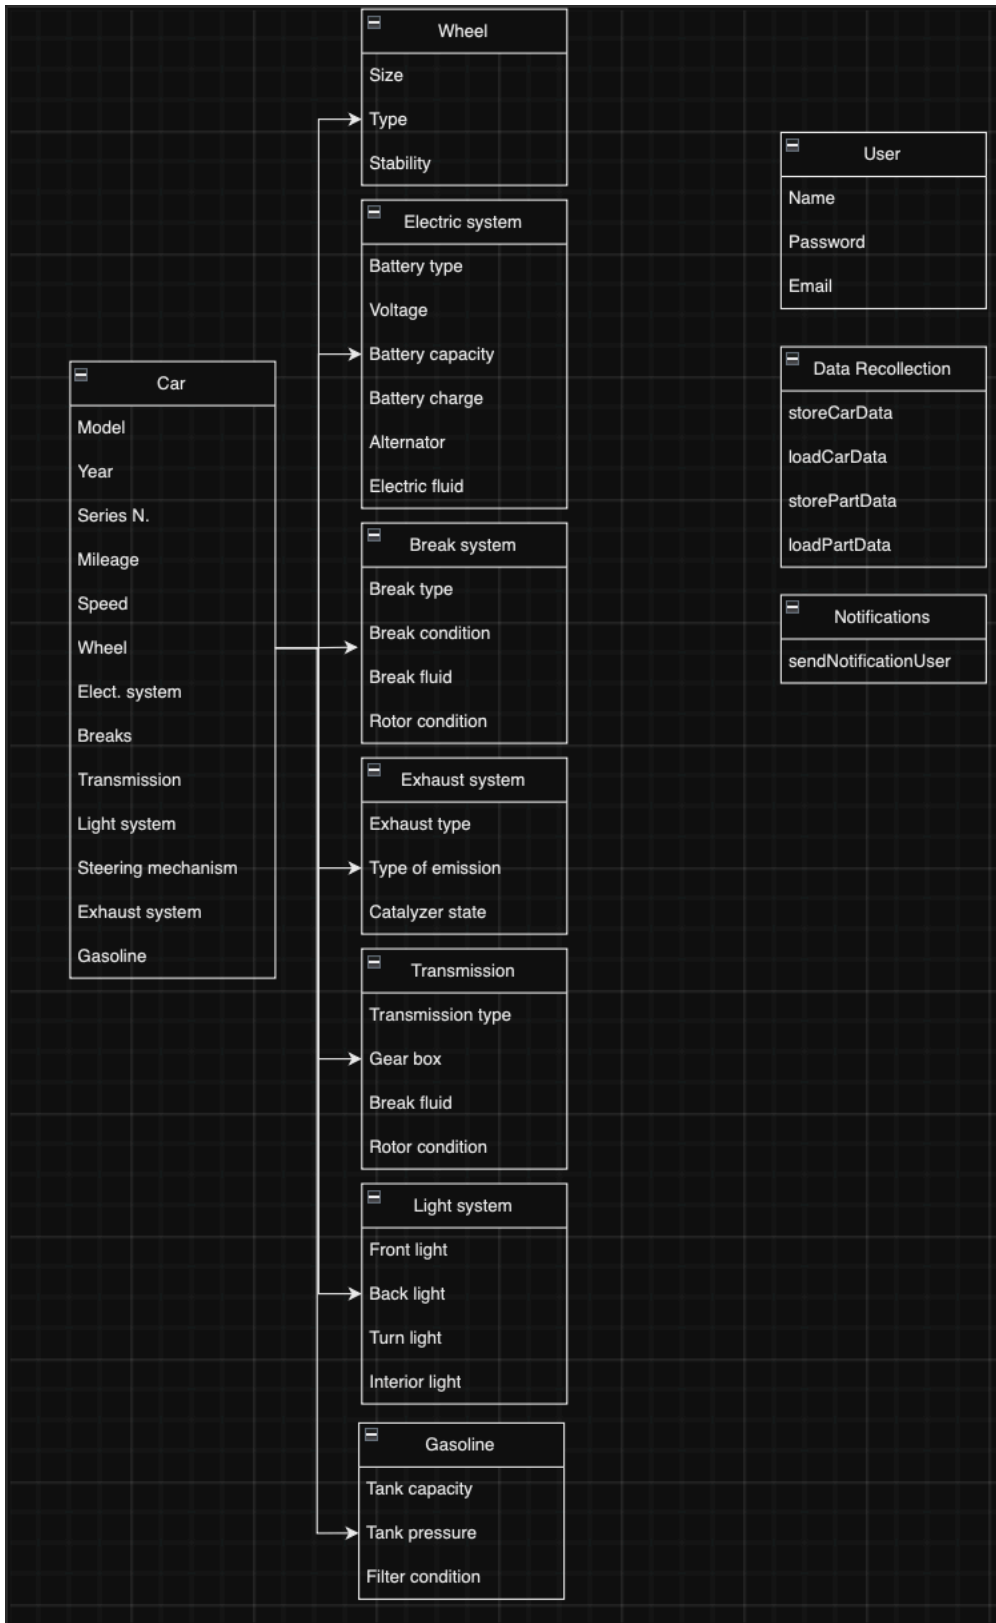 Car
Model
Year
Series N.
Mileage
Speed
Wheel
Elect. system
Breaks
Transmission
Light system
Steering mechanism
Exhaust system
Gasoline
Wheel
Size
Type
Stability
Electric system
Battery type
Voltage
Battery capacity
Battery charge
Alternator
Electric fluid
Break system
Break type
Break condition
Break fluid
Rotor condition
Exhaust system
Exhaust type
Type of emission
Catalyzer state
Transmission
Transmission type
Gear box
Break fluid
Rotor condition
Light system
Front light
Back light
Turn light
Interior light
Gasoline
Tank capacity
Tank pressure
Filter condition
User
Name
Password
Email
Data Recollection
storeCarData
loadCarData
storePartData
loadPartData
Notifications
sendNotificationUser